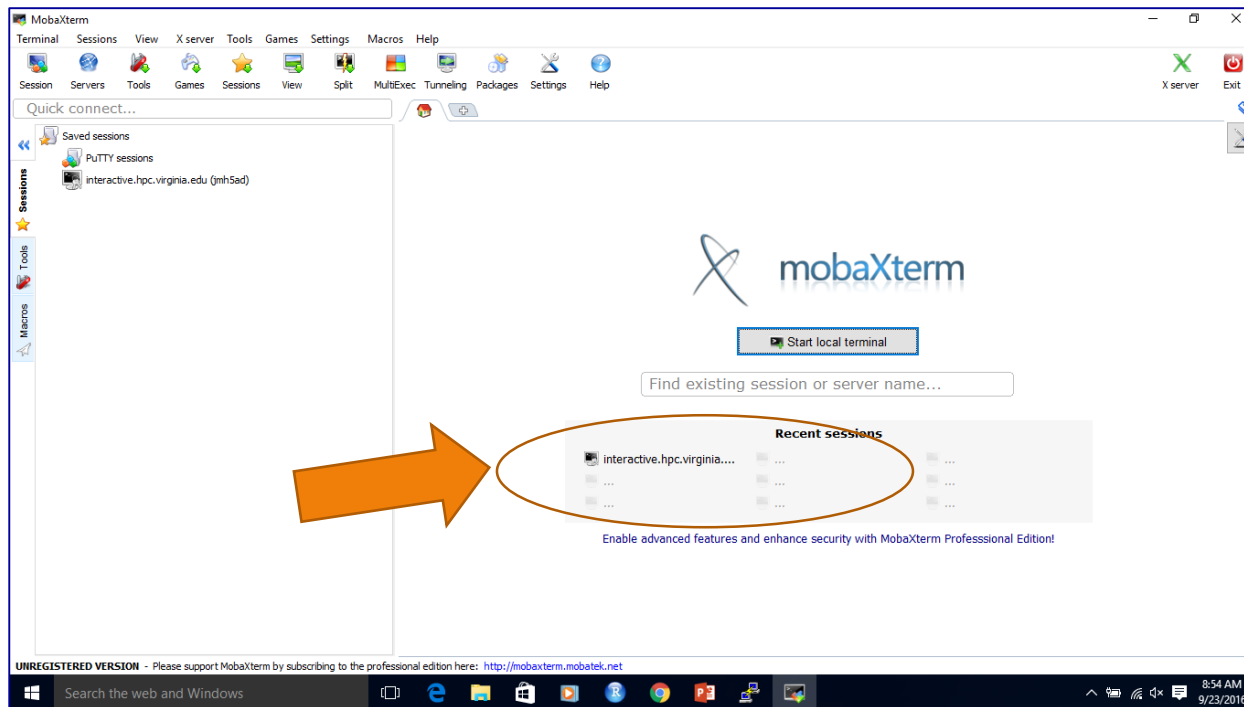 MobaXterm
Terminal Sessions View X server Tools Games Settings Macros Help
Session Servers Tools Games Sessions View Split MultiExec Tunneling Packages Settings Help X server Exit
Quick connect...
Saved sessions
PuTTY sessions
interactive.hpc.virginia.edu (jmh5ad)
Sessions
Tools
Macros
mobaXterm
Start local terminal
Find existing session or server name...
Recent sessions
interactive.hpc.virginia.... ... ...
... ... ...
... ... ...
Enable advanced features and enhance security with MobaXterm Professsional Edition!
UNREGISTERED VERSION - Please support MobaXterm by subscribing to the professional edition here: http://mobaxterm.mobatek.net
Search the web and Windows
8:54 AM
9/23/2016